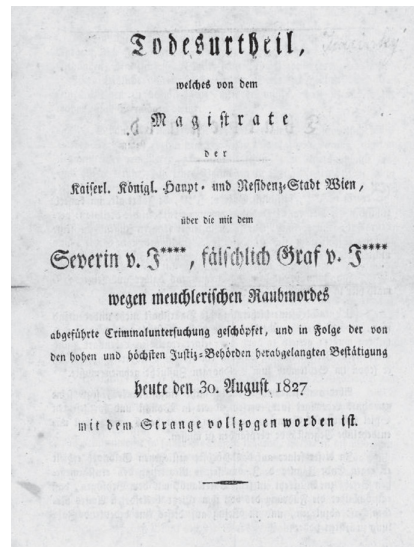 Todesurtheil,
welches von dem
Magistrate
der
Kaiserl. Königl. Haupt- und Residenz-Stadt Wien,
über die mit dem
Severin v. J****, fälschlich Graf v. J****
wegen meuchlerischen Raubmordes
abgeführte Criminaluntersuchung geschöpfet, und in Folge der von
den hohen und höchsten Justiz-Behörden herabgelangten Bestätigung
heute den 30. August 1827
mit dem Strange vollzogen worden ist.